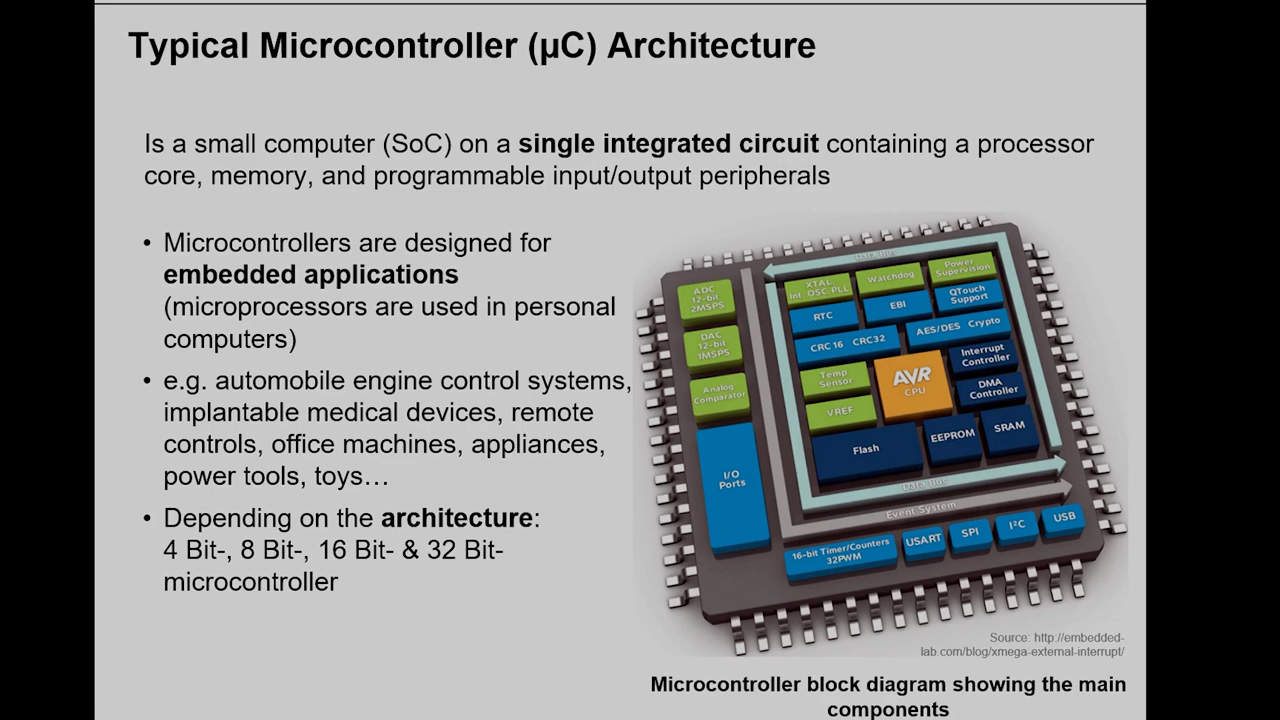 Typical Microcontroller (µC) Architecture
Is a small computer (SoC) on a single integrated circuit containing a processor
core, memory, and programmable input/output peripherals
• Microcontrollers are designed for
embedded applications
(microprocessors are used in personal
computers)
• e.g. automobile engine control systems,
implantable medical devices, remote
controls, office machines, appliances,
power tools, toys…
• Depending on the architecture:
4 Bit-, 8 Bit-, 16 Bit- & 32 Bit-
microcontroller
Data Bus
ADC
12-bit
2MSPS
DAC
12-bit
1MSPS
Analog
Comparator
I/O
Ports
XTAL
Int. OSC PLL
Watchdog
Power
Supervision
RTC
EBI
QTouch
Support
CRC16 CRC32
AES/DES Crypto
Temp
Sensor
VREF
AVR
CPU
Interrupt
Controller
DMA
Controller
Flash
EEPROM
SRAM
Data Bus
Event System
16-bit Timer/Counters
32PWM
USART
SPI
I²C
USB
Source: http://embedded-
lab.com/blog/xmega-external-interrupt/
Microcontroller block diagram showing the main
components